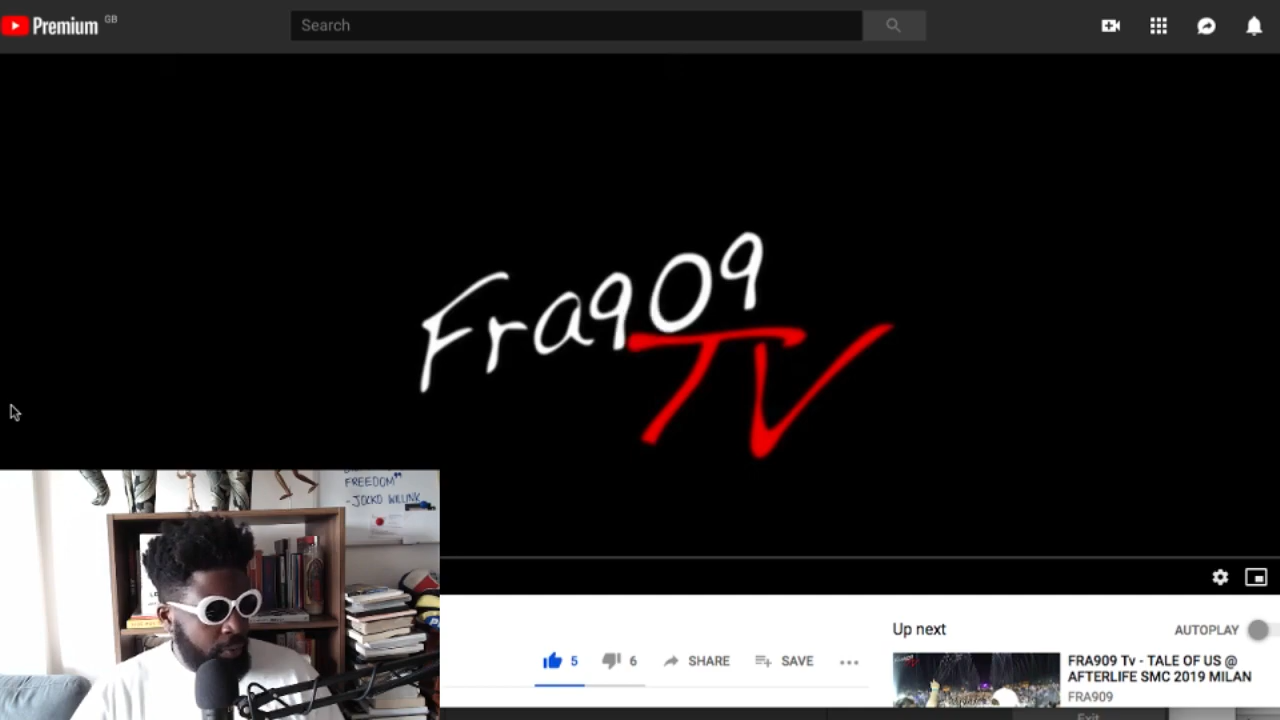 Premium GB
Search
Fra909
TV
FREEDOM"
-JOCKO WILLINK
Up next
AUTOPLAY
5
6
SHARE
SAVE
FRA909 Tv - TALE OF US @
AFTERLIFE SMC 2019 MILAN
FRA909
Exit